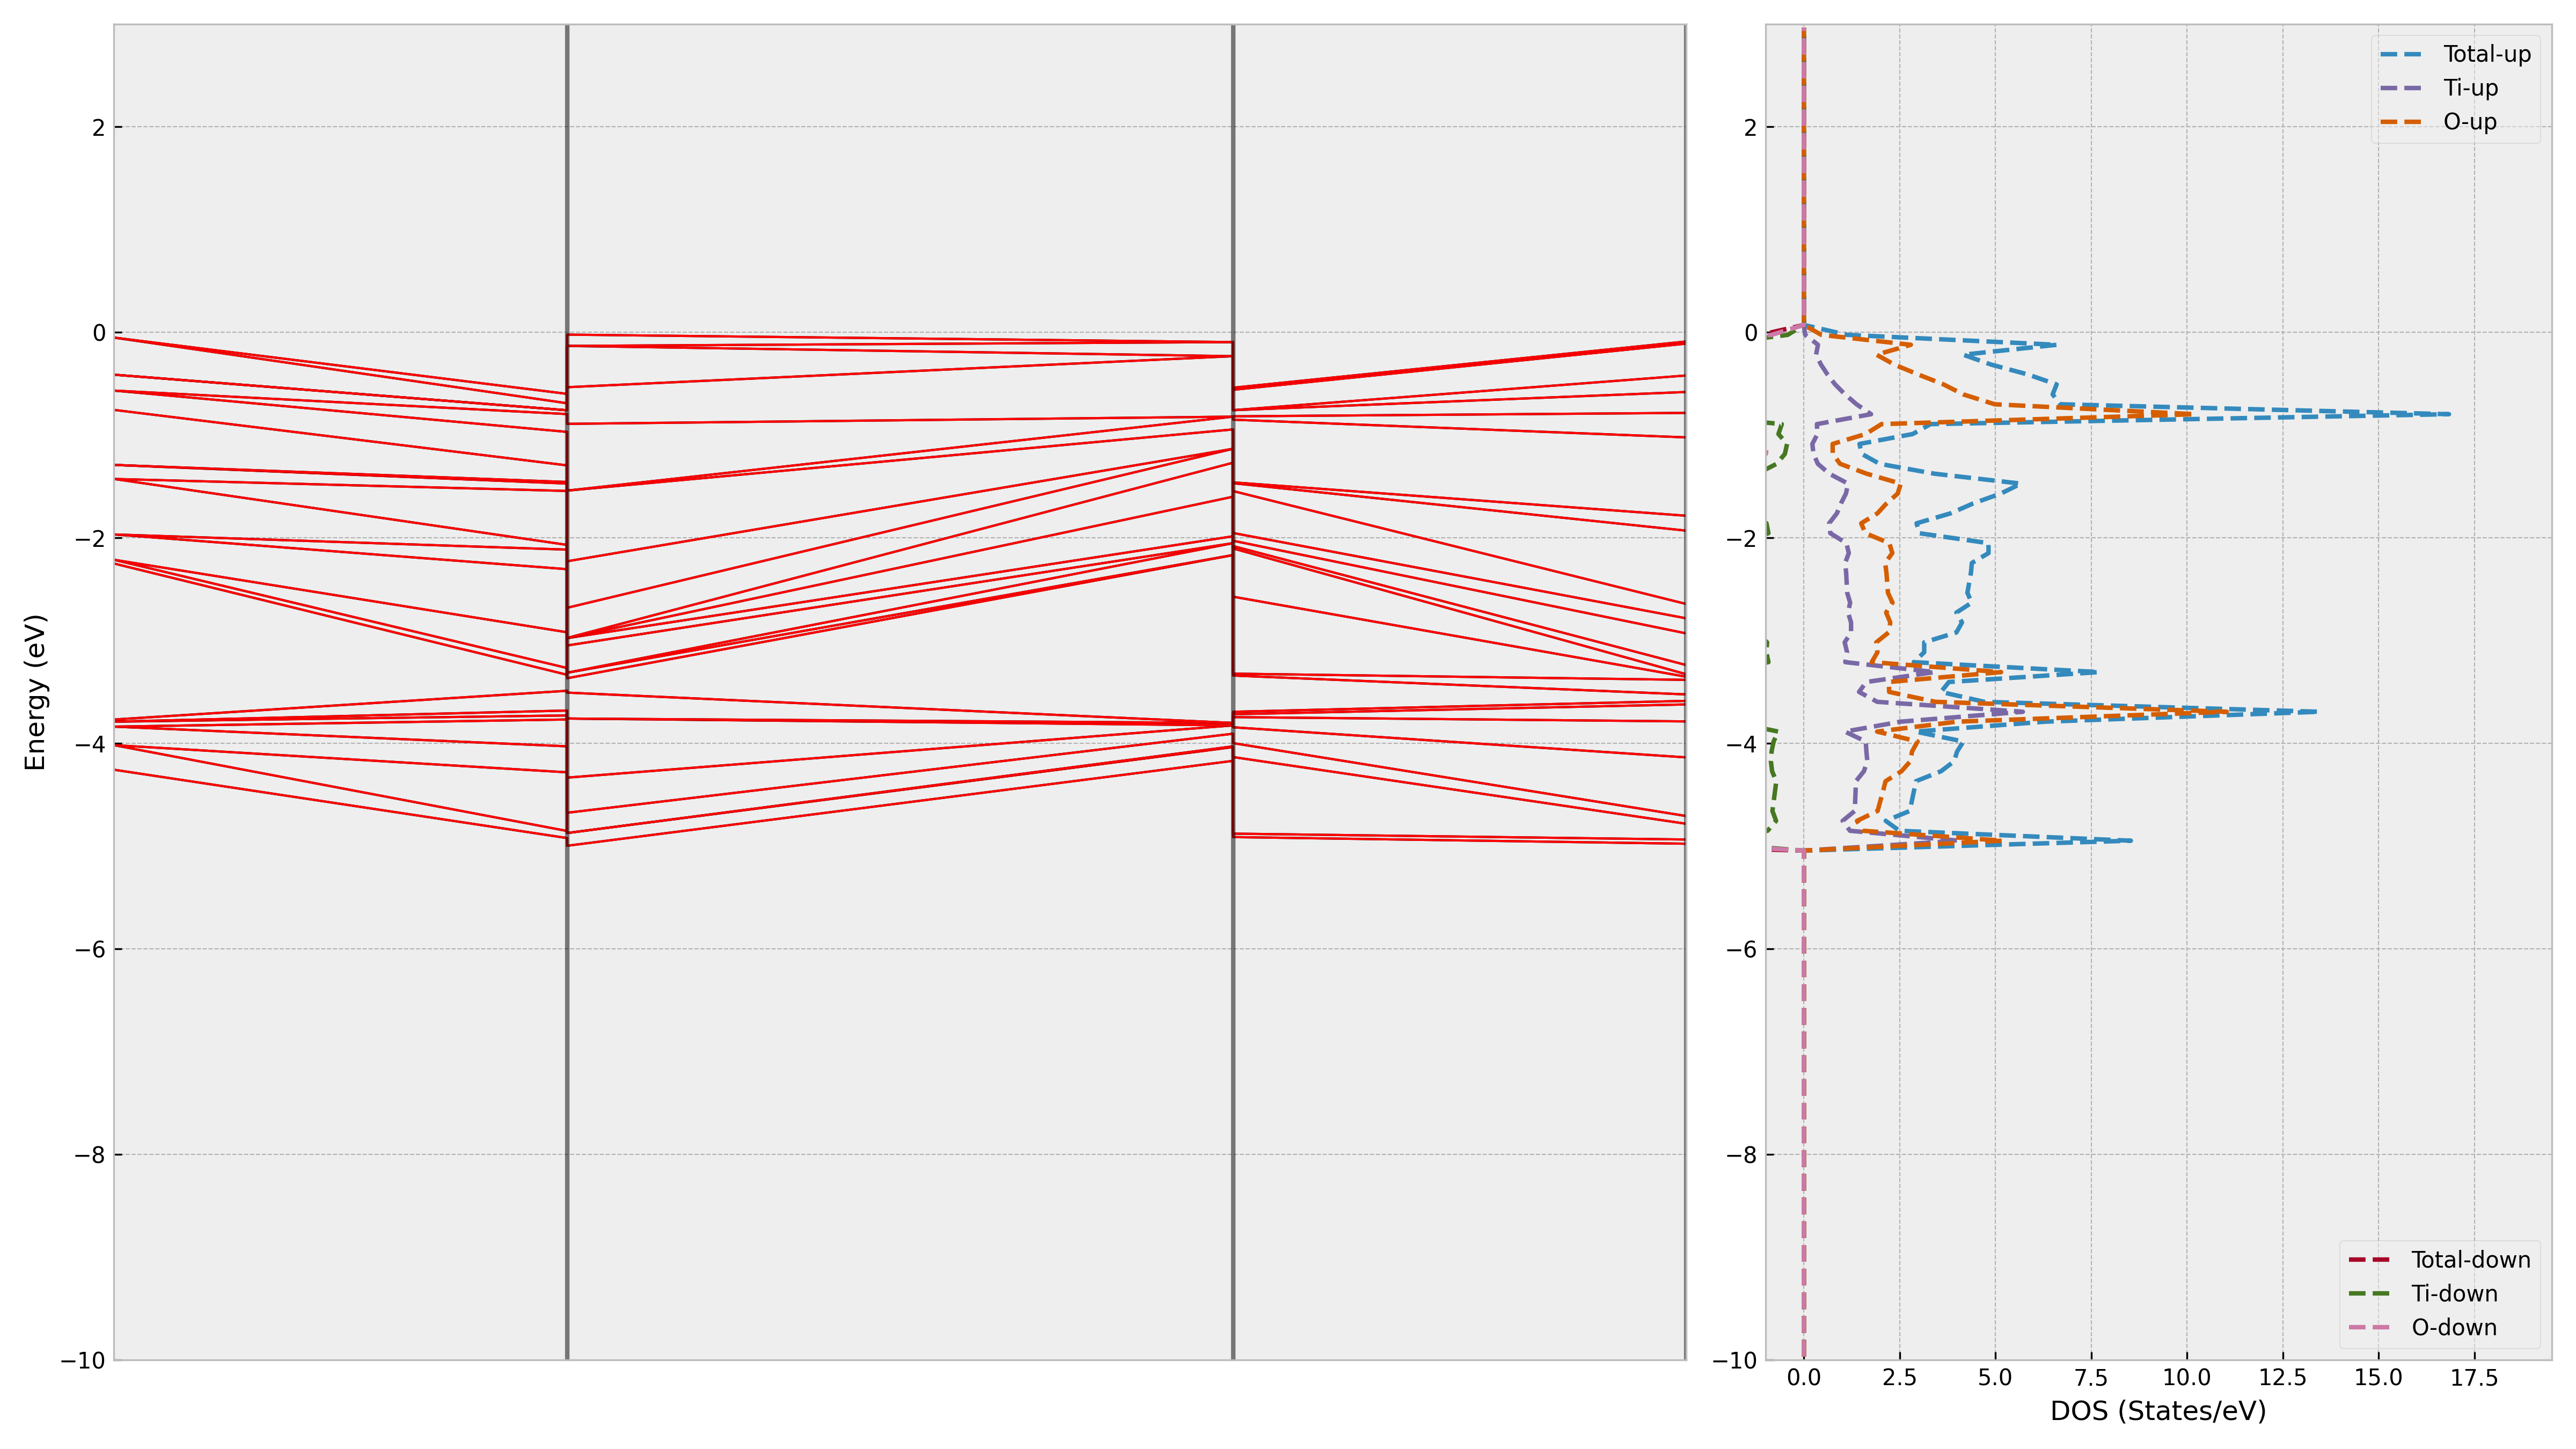 Energy (eV)
2
0
−2
−4
−6
−8
−10
2
0
−2
−4
−6
−8
−10
Total-up
Ti-up
O-up
Total-down
Ti-down
O-down
0.0 2.5 5.0 7.5 10.0 12.5 15.0 17.5
DOS (States/eV)